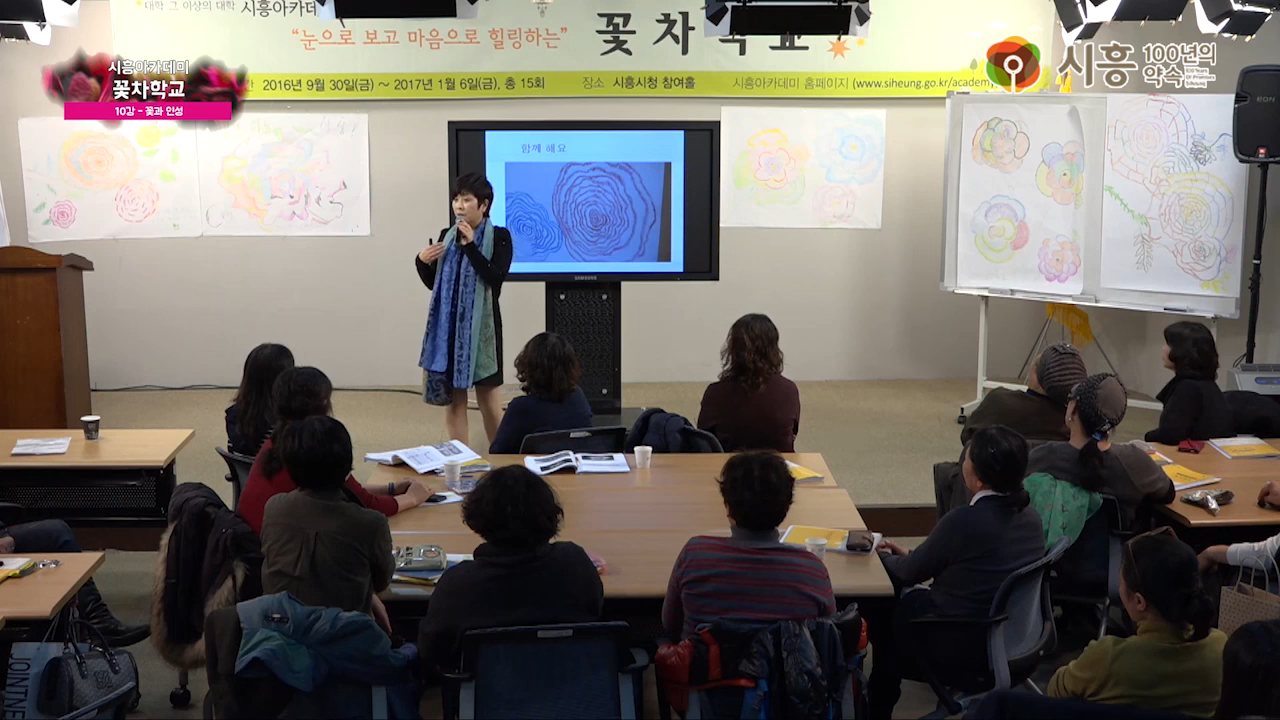 대학 그 이상의 대학 시흥아카데
"눈으로 보고 마음으로 힐링하는" 꽃차학교
2016년 9월 30일(금) ~ 2017년 1월 6일(금), 총 15회 장소 시흥시청 참여홀 시흥아카데미 홈페이지 (www.siheung.go.kr/academy
시흥아카데미
꽃차학교
10강 - 꽃과 인성
시흥 100년의
약속
함께 해요
SAMSUNG
EON
JOINTNE